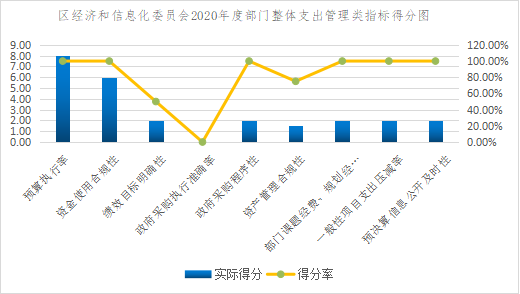 区经济和信息化委员会2020年度部门整体支出管理类指标得分图
9.00
8.00
7.00
6.00
5.00
4.00
3.00
2.00
1.00
0.00
120.00%
100.00%
80.00%
60.00%
40.00%
20.00%
0.00%
预算执行率
资金使用合规性
绩效目标明确性
政府采购执行准确率
政府采购程序性
资产管理合规性
部门课题经费、规划经…
一般性项目支出压减率
预决算信息公开及时性
实际得分
得分率